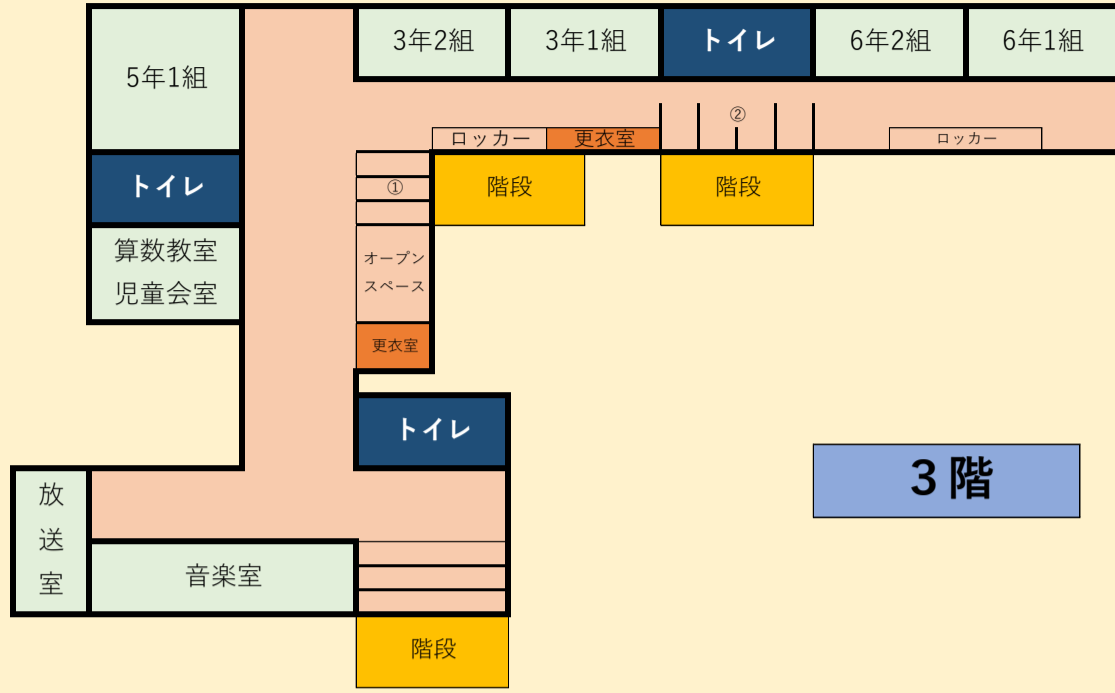 5年1組
3年2組
3年1組
トイレ
6年2組
6年1組
②
ロッカー
更衣室
ロッカー
トイレ
①
階段
階段
算数教室
児童会室
オープン
スペース
更衣室
トイレ
3階
放
送
室
音楽室
階段